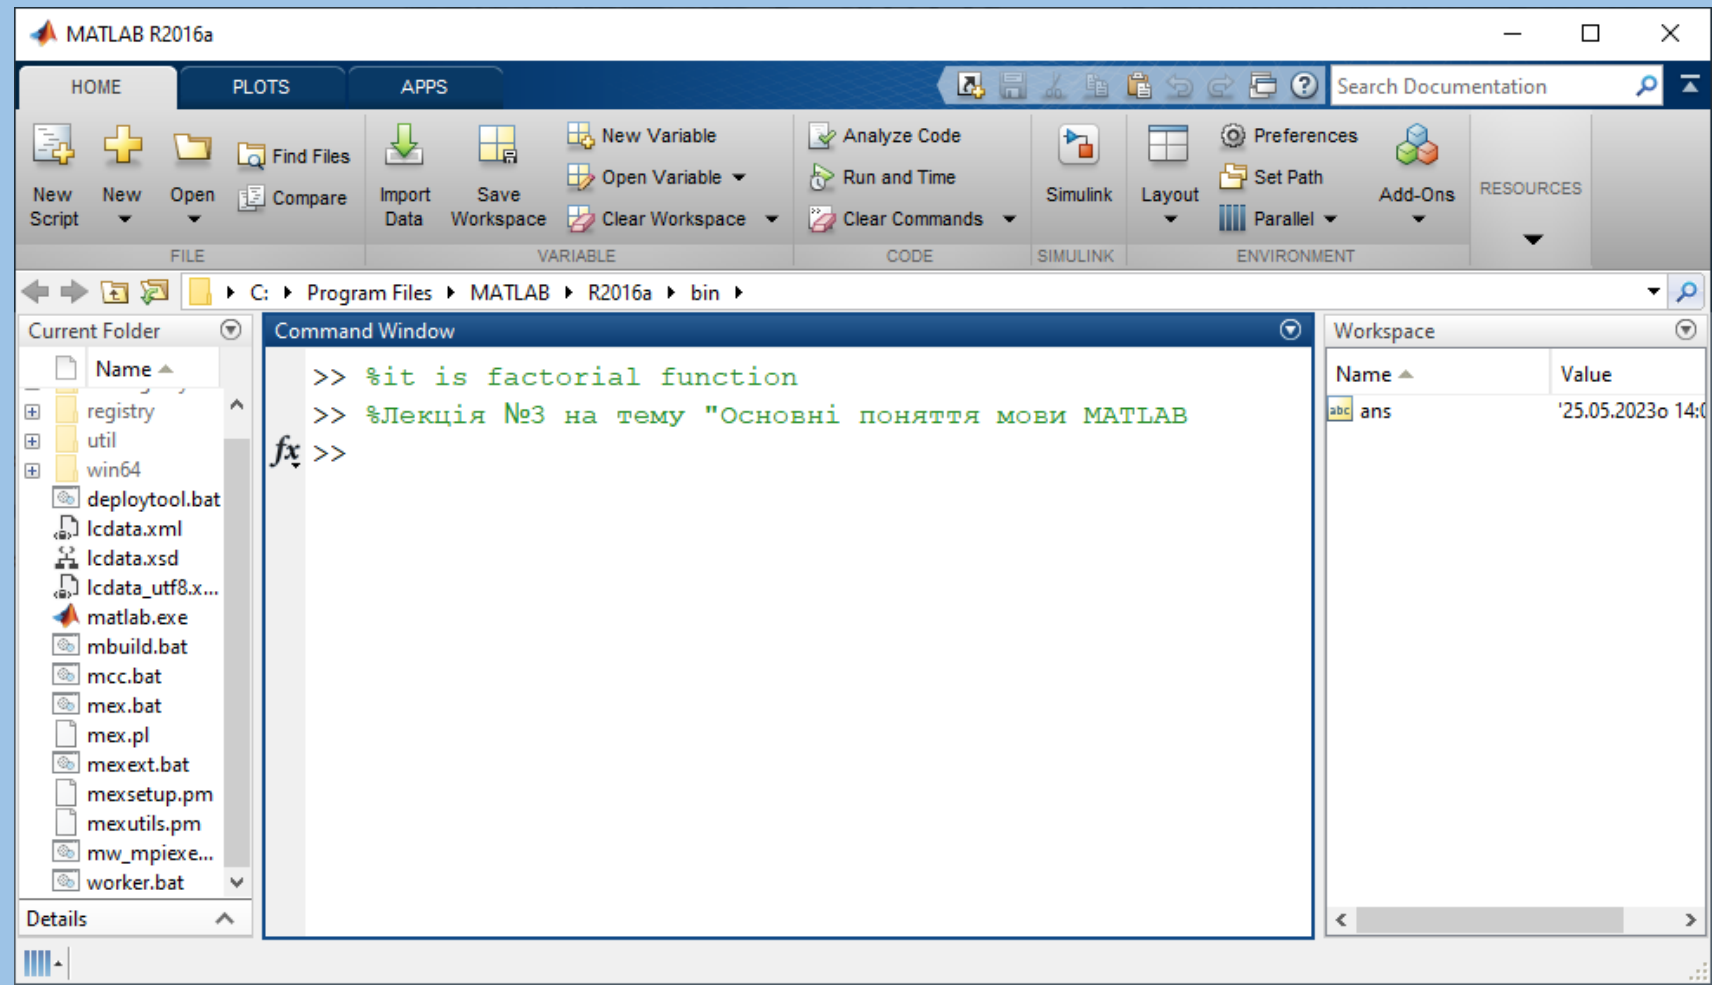 MATLAB R2016a
HOME
PLOTS
APPS
Search Documentation
New Script
New
Open
Find Files
Compare
FILE
Import Data
Save Workspace
New Variable
Open Variable
Clear Workspace
VARIABLE
Analyze Code
Run and Time
Clear Commands
CODE
Simulink
SIMULINK
Layout
Preferences
Set Path
Parallel
Add-Ons
ENVIRONMENT
RESOURCES
C: Program Files MATLAB R2016a bin
Current Folder
Name
registry
util
win64
deploytool.bat
lcdata.xml
lcdata.xsd
lcdata_utf8.x...
matlab.exe
mbuild.bat
mcc.bat
mex.bat
mex.pl
mexext.bat
mexsetup.pm
mexutils.pm
mw_mpiexe...
worker.bat
Details
Command Window
>> %it is factorial function
>> %Лекція №3 на тему "Основні поняття мови MATLAB
fx >>
Workspace
Name Value
abc ans '25.05.2023o 14:0